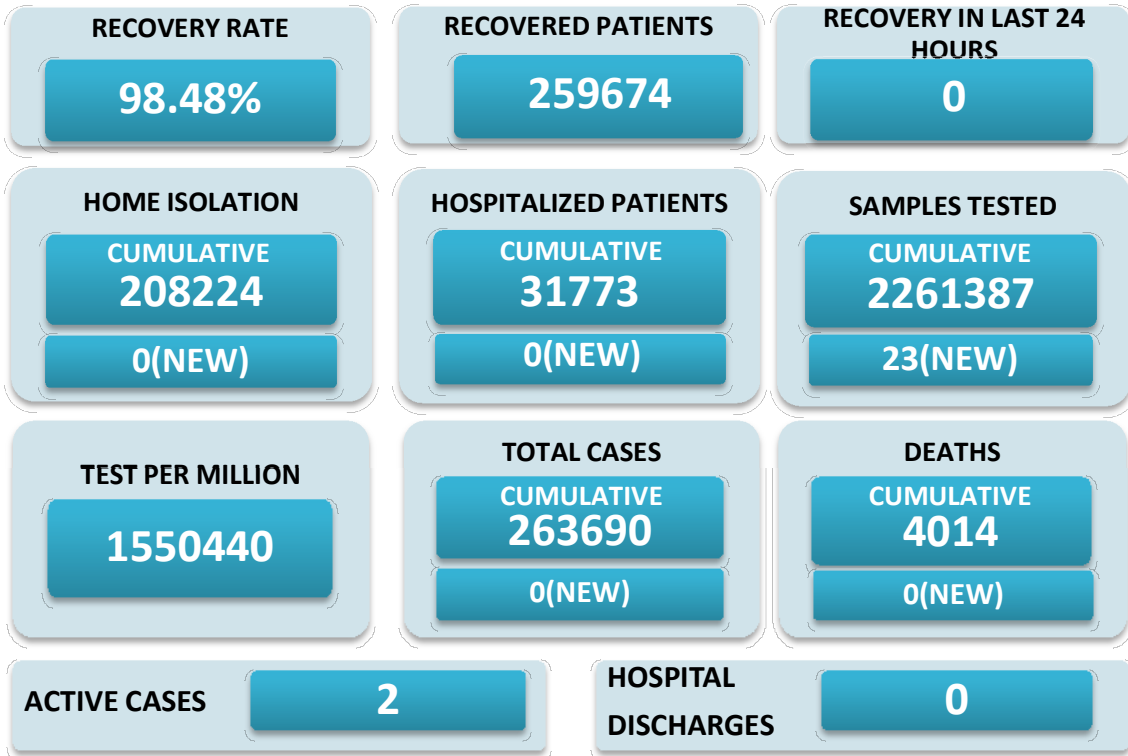 RECOVERY RATE
98.48%
RECOVERED PATIENTS
259674
RECOVERY IN LAST 24
HOURS
0
HOME ISOLATION
CUMULATIVE
208224
0(NEW)
HOSPITALIZED PATIENTS
CUMULATIVE
31773
0(NEW)
SAMPLES TESTED
CUMULATIVE
2261387
23(NEW)
TEST PER MILLION
1550440
TOTAL CASES
CUMULATIVE
263690
0(NEW)
DEATHS
CUMULATIVE
4014
0(NEW)
ACTIVE CASES
2
HOSPITAL
DISCHARGES
0